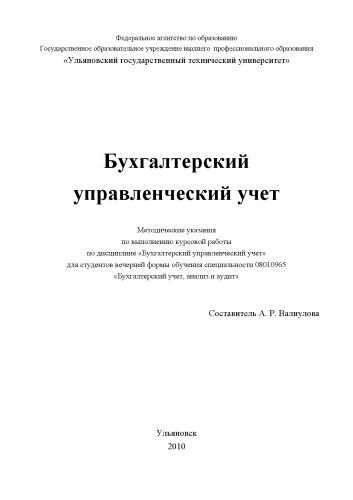 Федеральное агентство по образованию
Государственное образовательное учреждение высшего профессионального образования
«Ульяновский государственный технический университет»
Бухгалтерский
управленческий учет
Методические указания
по выполнению курсовой работы
по дисциплине «Бухгалтерский управленческий учет»
для студентов вечерней формы обучения специальности 08010965
«Бухгалтерский учет, анализ и аудит»
Составитель А. Р. Валиулова
Ульяновск
2010